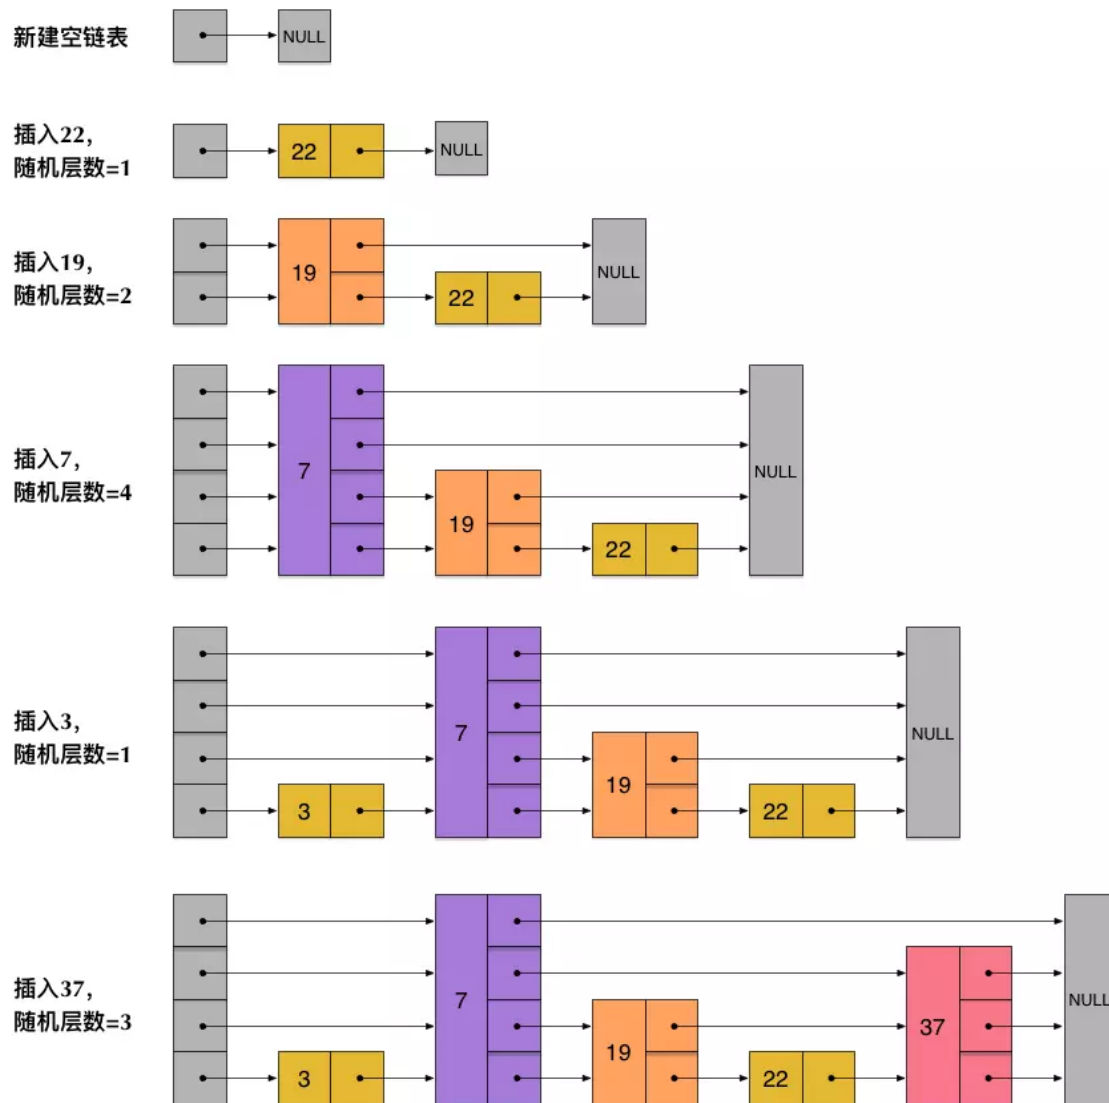 新建空链表
NULL
插入22,
随机层数=1
22
NULL
插入19,
随机层数=2
19
22
NULL
插入7,
随机层数=4
7
19
22
NULL
插入3,
随机层数=1
3
7
19
22
NULL
插入37,
随机层数=3
3
7
19
22
37
NULL